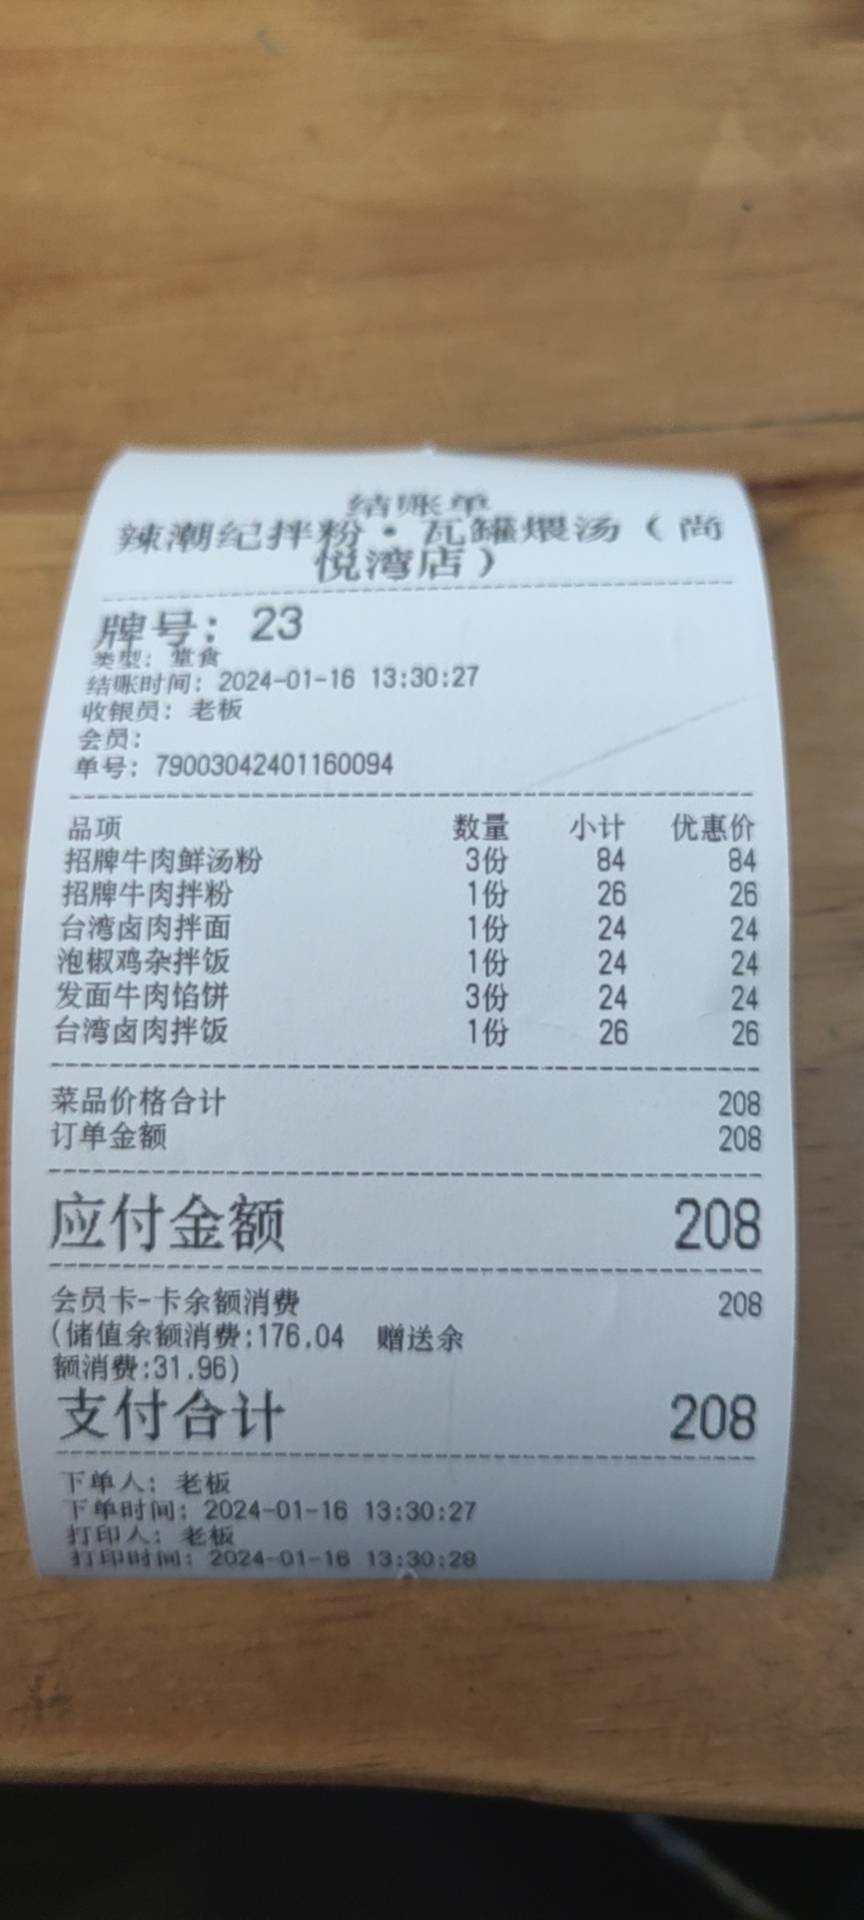 结账单
辣潮纪拌粉·瓦罐煨汤（尚
悦湾店）
牌号：23
类型：堂食
结账时间：2024-01-16 13:30:27
收银员：老板
会员：
单号：79003042401160094
品项 数量 小计 优惠价
招牌牛肉鲜汤粉 3份 84 84
招牌牛肉拌粉 1份 26 26
台湾卤肉拌面 1份 24 24
泡椒鸡杂拌饭 1份 24 24
发面牛肉馅饼 3份 24 24
台湾卤肉拌饭 1份 26 26
菜品价格合计 208
订单金额 208
应付金额 208
会员卡-卡余额消费 208
(储值余额消费:176.04 赠送余
额消费:31.96)
支付合计 208
下单人：老板
下单时间：2024-01-16 13:30:27
打印人：老板
打印时间：2024-01-16 13:30:28